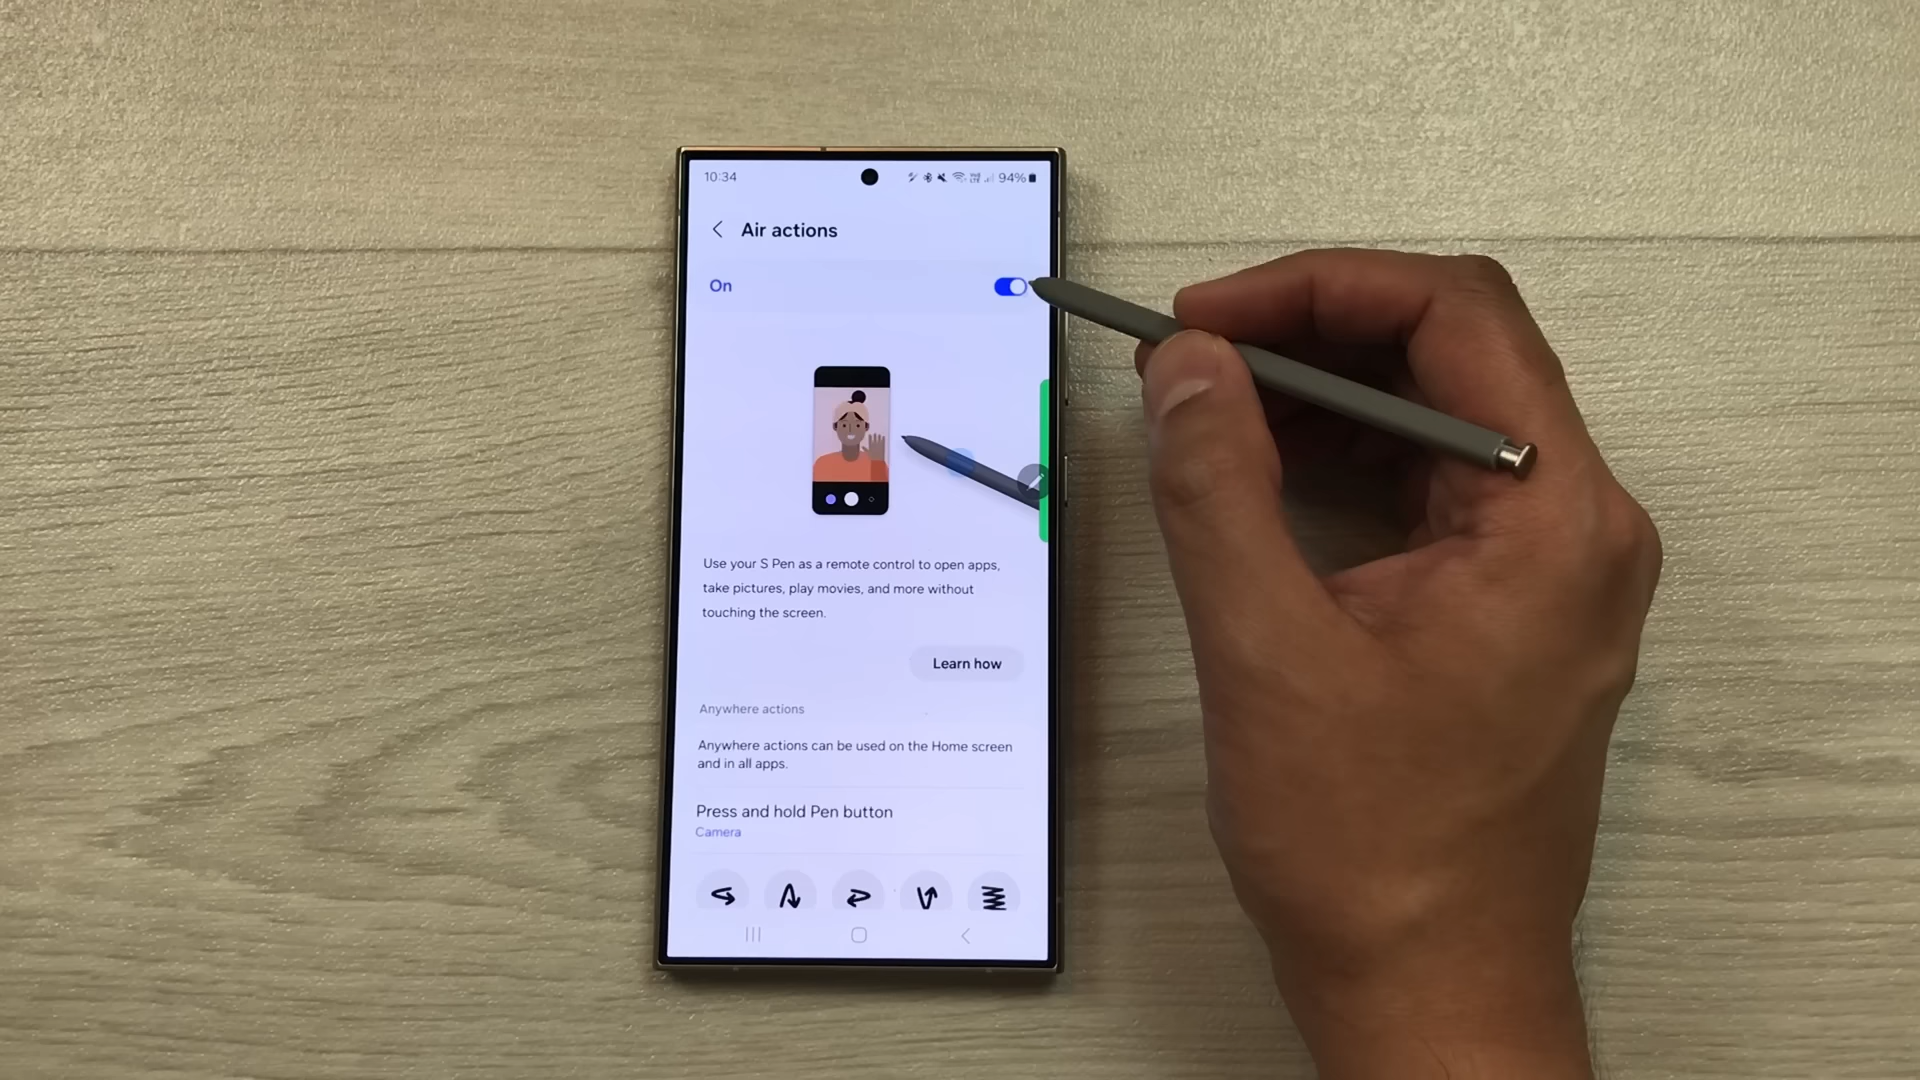 10:34
94%
Air actions
On
Use your S Pen as a remote control to open apps,
take pictures, play movies, and more without
touching the screen.
Learn how
Anywhere actions
Anywhere actions can be used on the Home screen
and in all apps.
Press and hold Pen button
Camera